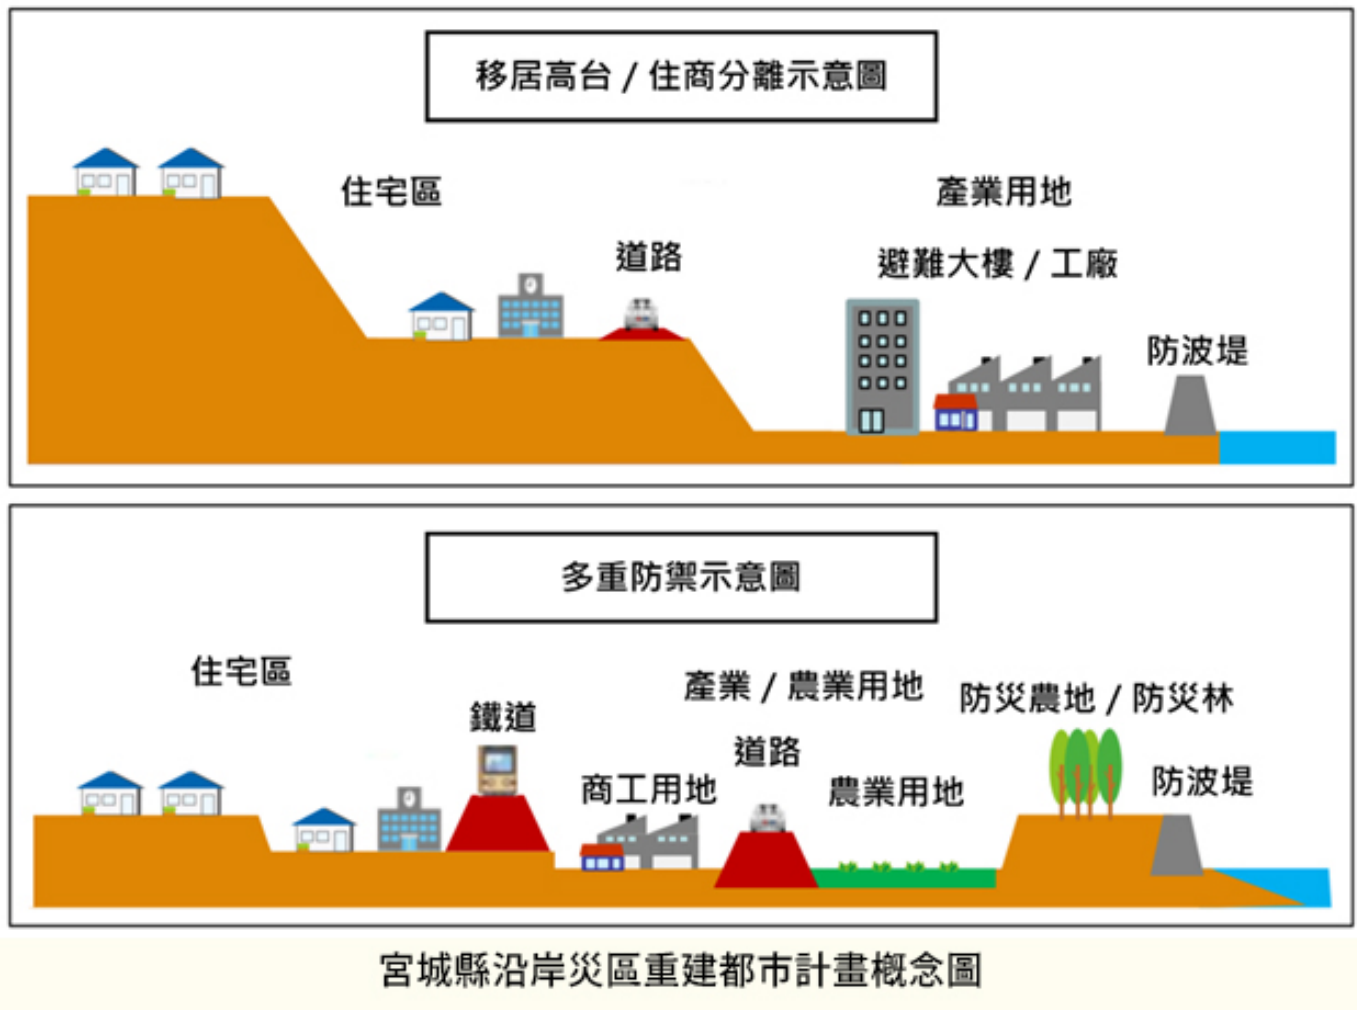 移居高台 / 住商分離示意圖
住宅區
產業用地
道路
避難大樓 / 工廠
防波堤
多重防禦示意圖
住宅區
產業 / 農業用地
防災農地 / 防災林
鐵道
道路
商工用地
農業用地
防波堤
宮城縣沿岸災區重建都市計畫概念圖